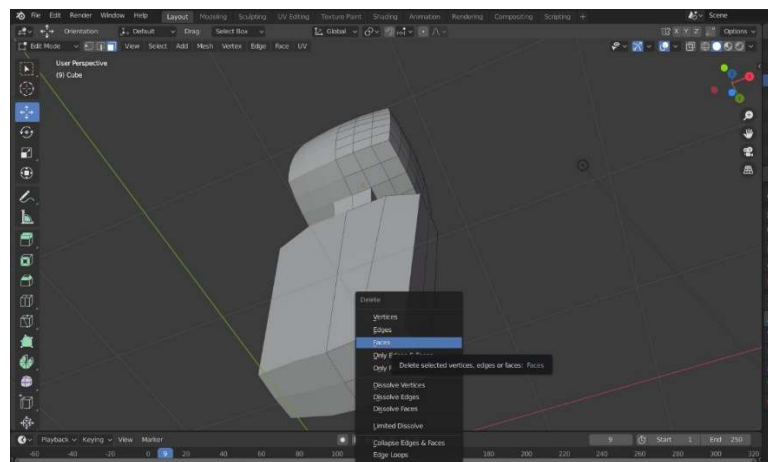 File Edit Render Window Help Layout Modeling Sculpting UV Editing Texture Paint Shading Animation Rendering Compositing Scripting + Scene
Orientation: Default Drag: Select Box Global X Y Z Options
Edit Mode View Select Add Mesh Vertex Edge Face UV
User Perspective
(9) Cube
Delete
Vertices
Edges
Faces
Only Edges & Faces
Delete selected vertices, edges or faces: Faces
Only F
Dissolve Vertices
Dissolve Edges
Dissolve Faces
Limited Dissolve
Collapse Edges & Faces
Edge Loops
Playback Keying View Marker 9 Start 1 End 250
-60 -40 -20 0 9 20 40 60 80 100 180 200 220 240 260 280 300 320